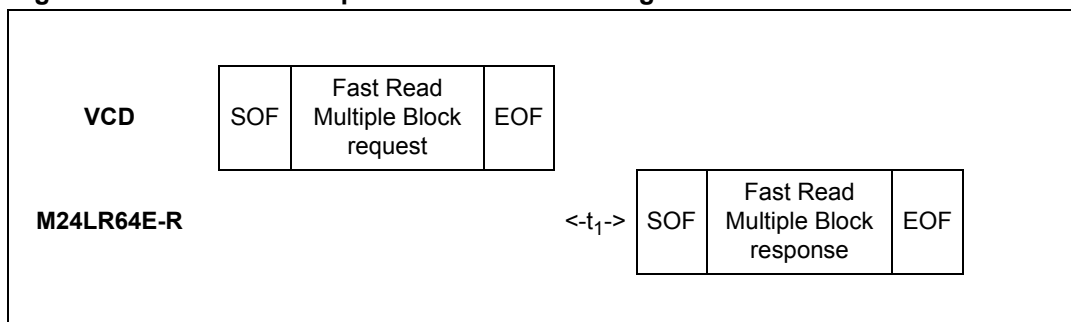 VCD
SOF
Fast Read
Multiple Block
request
EOF
M24LR64E-R
<-t₁->
SOF
Fast Read
Multiple Block
response
EOF